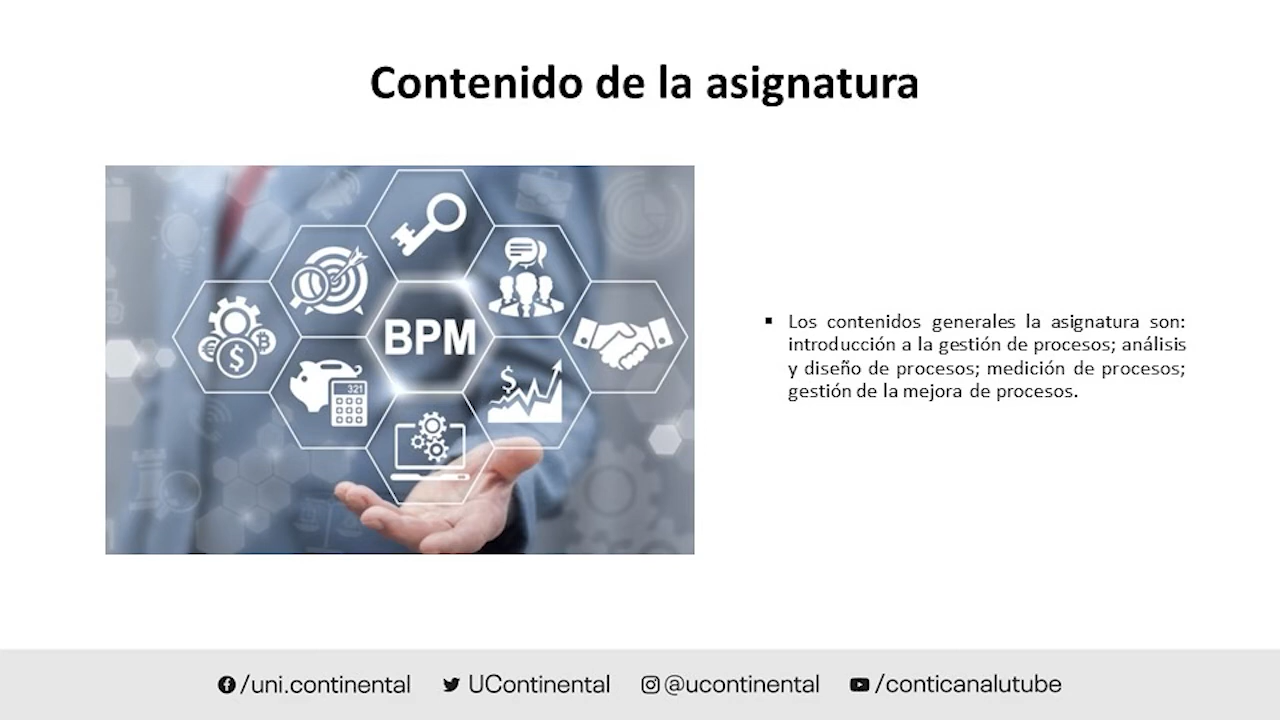 Contenido de la asignatura
BPM
$
€
$
321
Los contenidos generales la asignatura son:
introducción a la gestión de procesos; análisis
y diseño de procesos; medición de procesos;
gestión de la mejora de procesos.
/uni.continental UContinental @ucontinental /conticanalutube